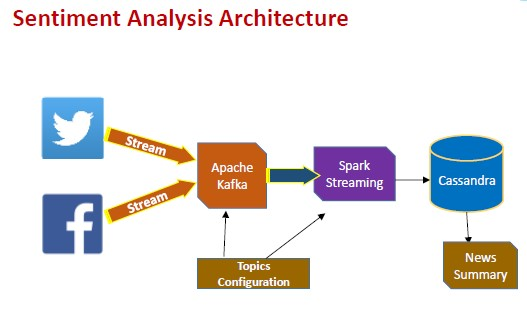 Sentiment Analysis Architecture
Stream
Apache
Kafka
Spark
Streaming
Cassandra
Stream
Topics
Configuration
News
Summary